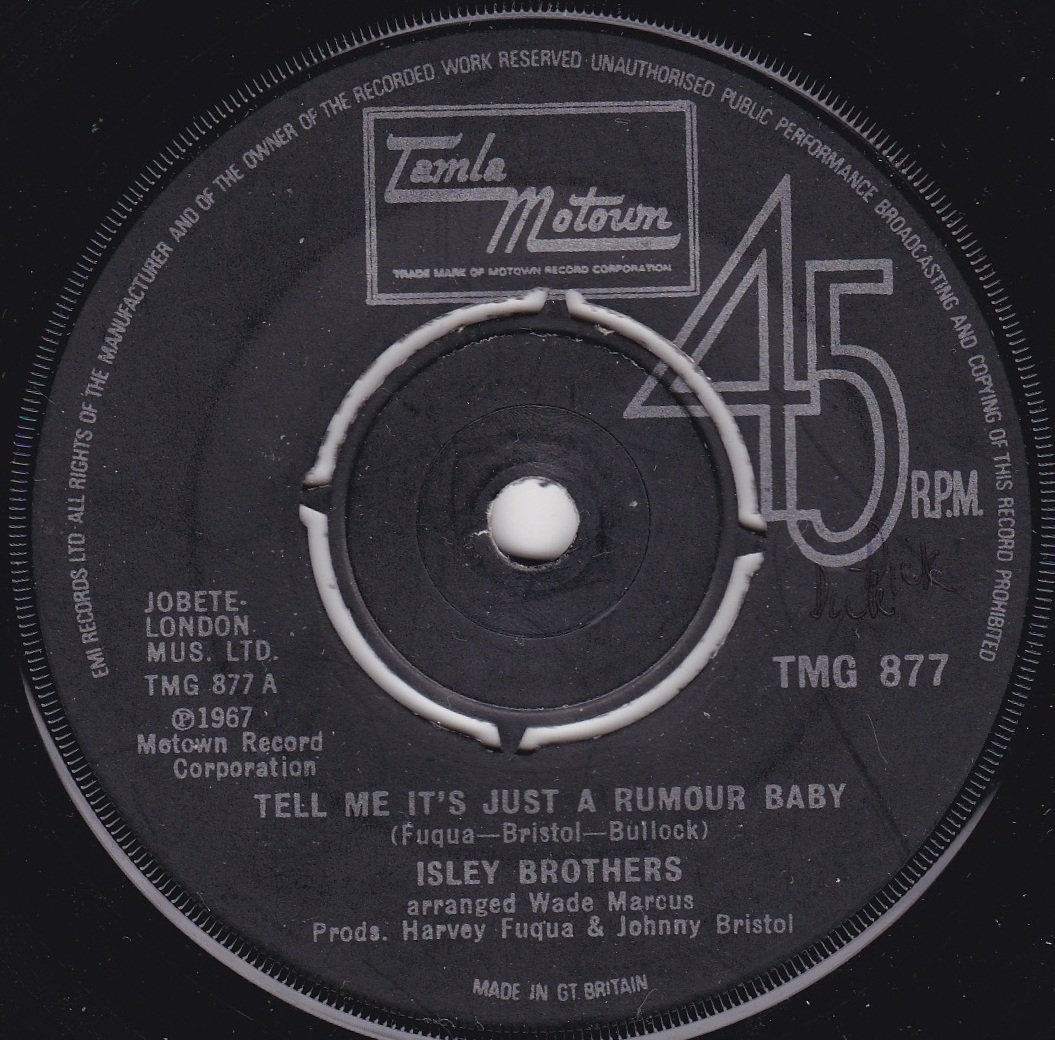 EMI RECORDS LTD · ALL RIGHTS OF THE MANUFACTURER AND OF THE OWNER OF THE RECORDED WORK RESERVED · UNAUTHORISED PUBLIC PERFORMANCE BROADCASTING AND COPYING OF THIS RECORD PROHIBITED
Tamla
Motown
TRADE MARK OF MOTOWN RECORD CORPORATION
45
R.P.M.
JOBETE-
LONDON.
MUS. LTD.
TMG 877 A
℗1967
Motown Record
Corporation
TMG 877
TELL ME IT'S JUST A RUMOUR BABY
(Fuqua—Bristol—Bullock)
ISLEY BROTHERS
arranged Wade Marcus
Prods. Harvey Fuqua & Johnny Bristol
MADE IN GT. BRITAIN